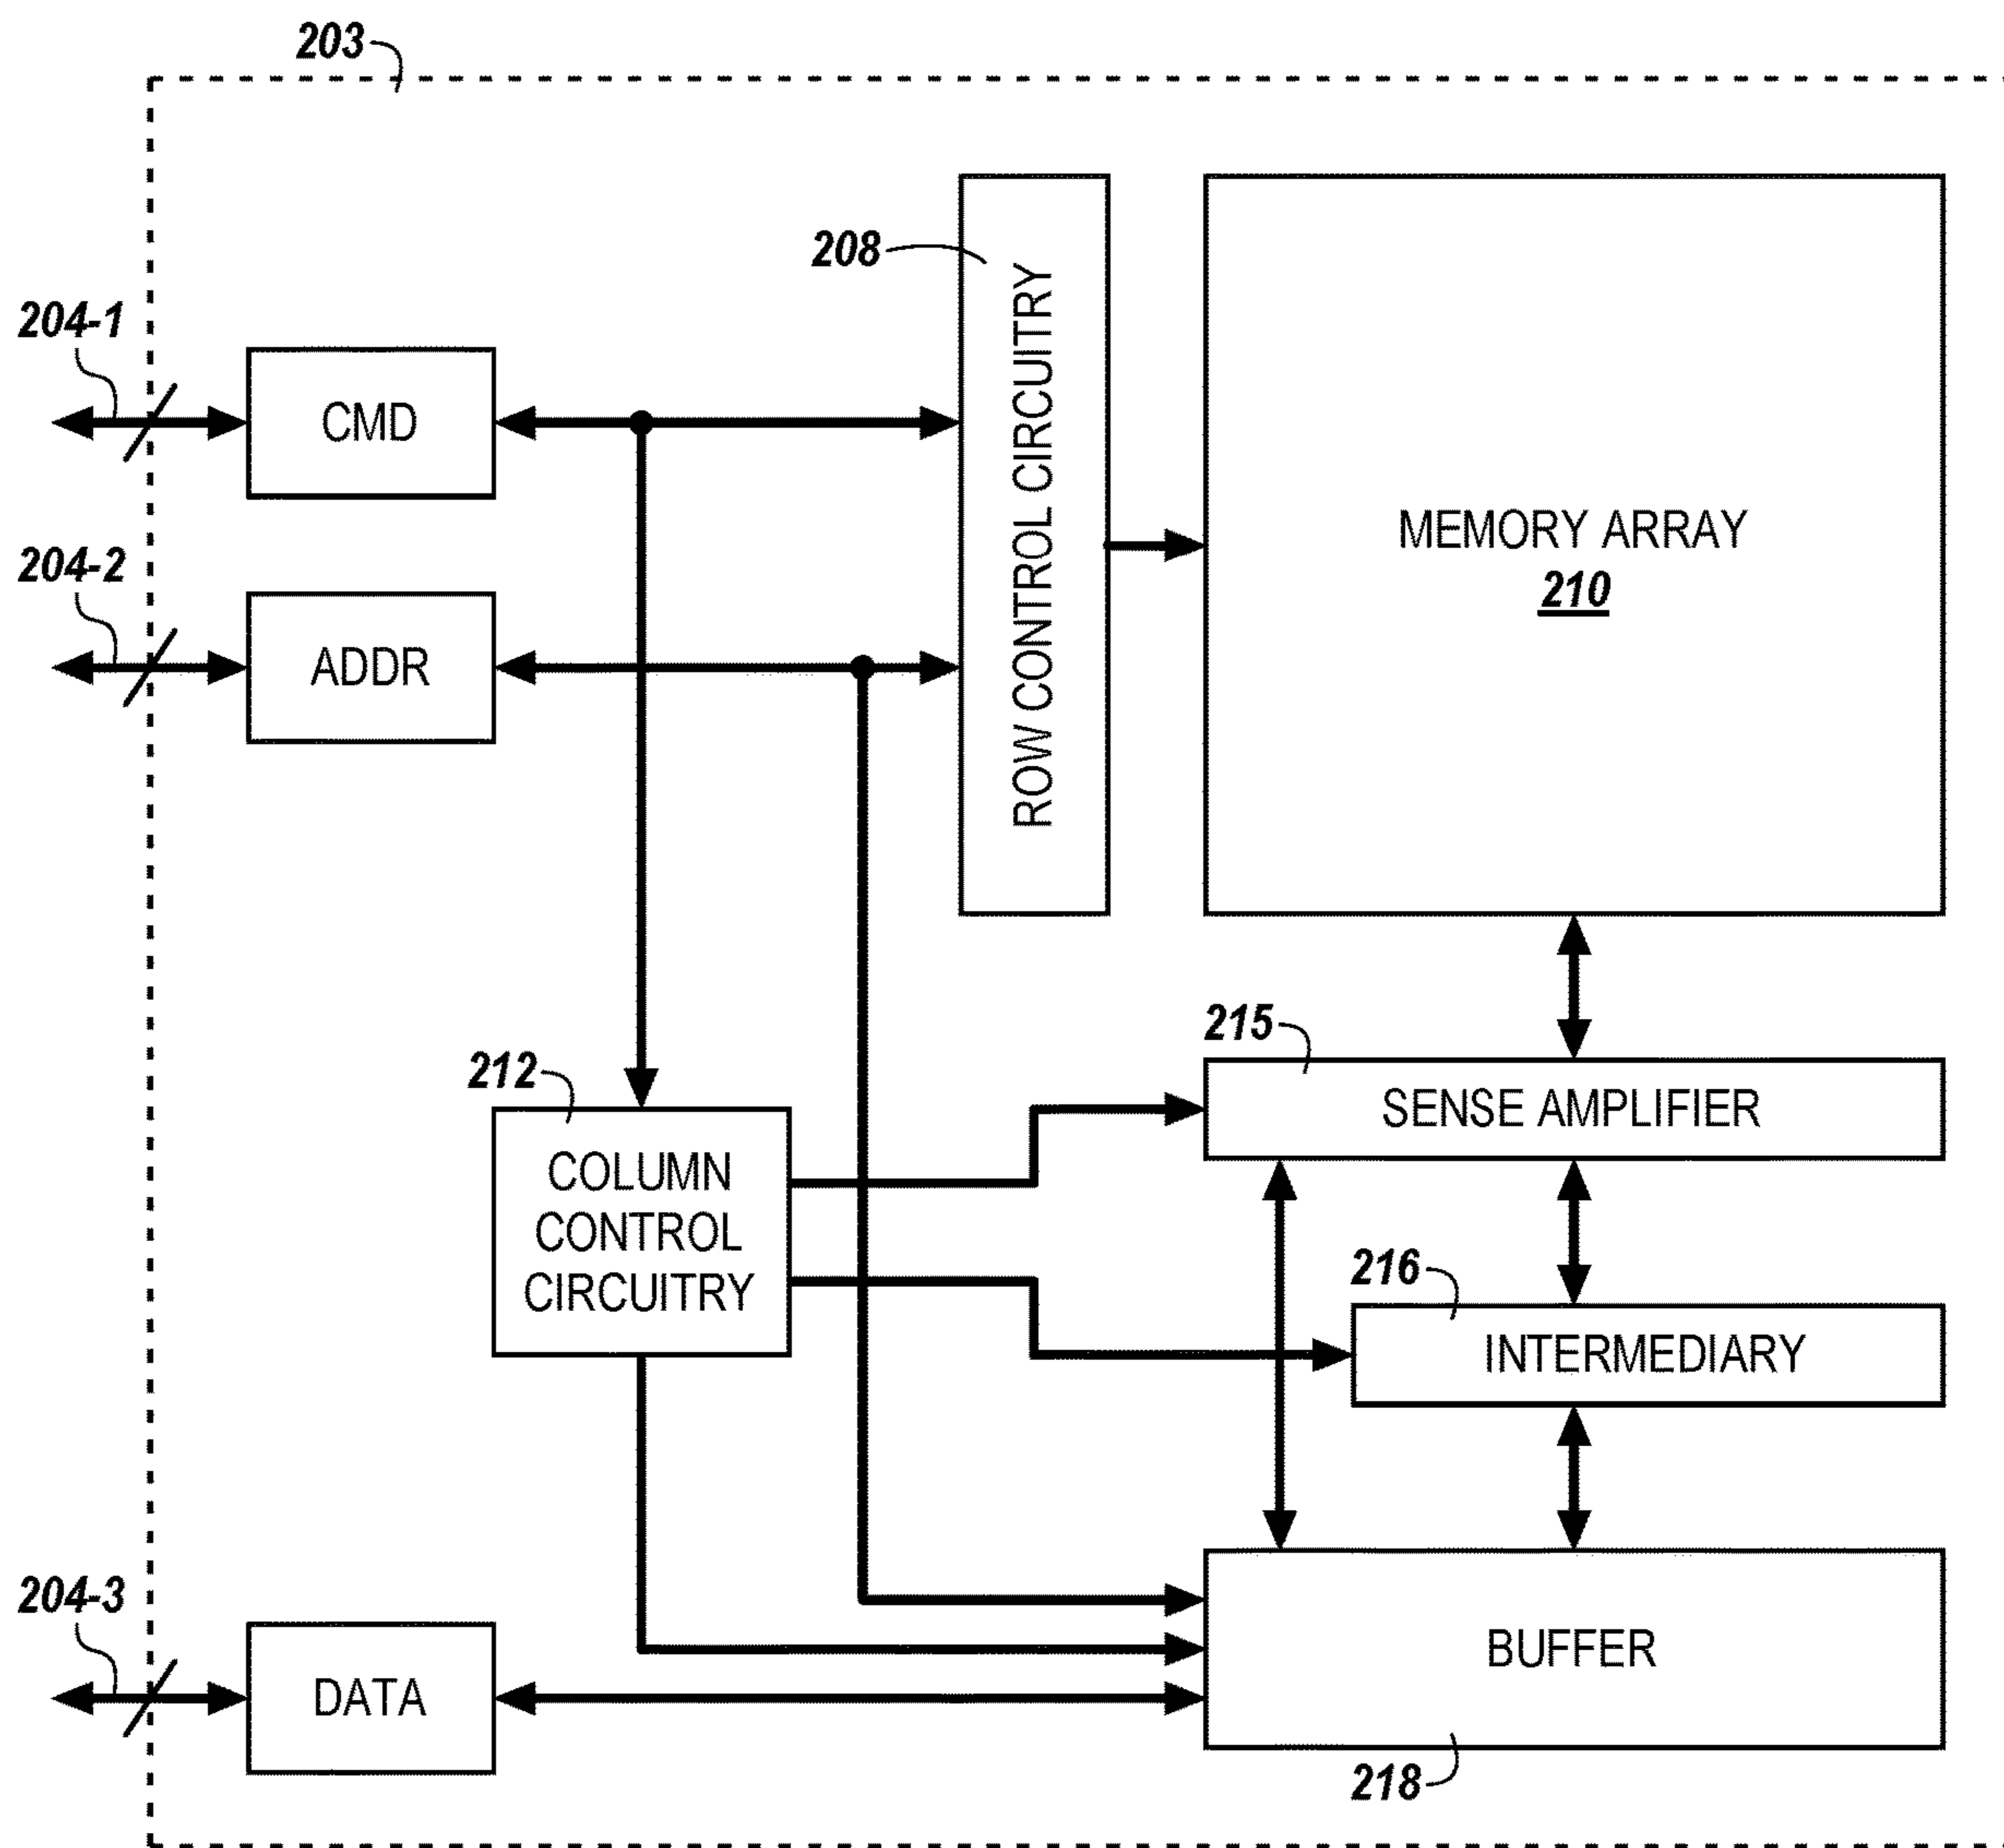 203
208
204-1
CMD
ROW CONTROL CIRCUITRY
MEMORY ARRAY
210
204-2
ADDR
215
SENSE AMPLIFIER
212
COLUMN
CONTROL
CIRCUITRY
216
INTERMEDIARY
204-3
DATA
BUFFER
218